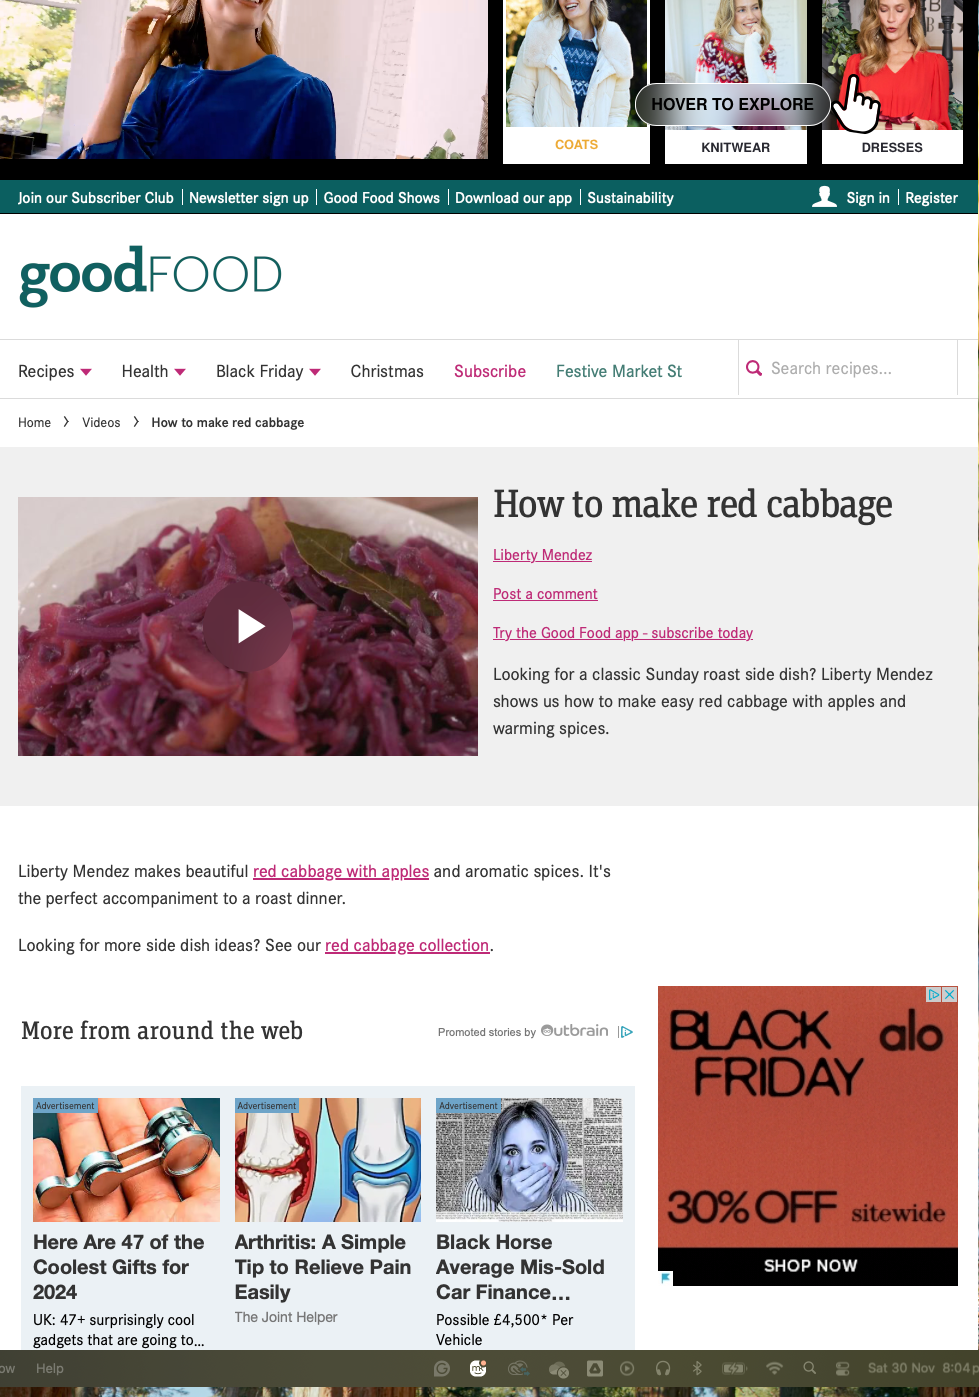 COATS
HOVER TO EXPLORE
KNITWEAR
DRESSES
Join our Subscriber Club
Newsletter sign up
Good Food Shows
Download our app
Sustainability
Sign in
Register
goodFOOD
Recipes
Health
Black Friday
Christmas
Subscribe
Festive Market St
Search recipes...
Home
Videos
How to make red cabbage
How to make red cabbage
Liberty Mendez
Post a comment
Try the Good Food app - subscribe today
Looking for a classic Sunday roast side dish? Liberty Mendez
shows us how to make easy red cabbage with apples and
warming spices.
Liberty Mendez makes beautiful red cabbage with apples and aromatic spices. It's
the perfect accompaniment to a roast dinner.
Looking for more side dish ideas? See our red cabbage collection.
More from around the web
Promoted stories by Outbrain
Advertisement
Here Are 47 of the
Coolest Gifts for
2024
UK: 47+ surprisingly cool
gadgets that are going to...
Advertisement
Arthritis: A Simple
Tip to Relieve Pain
Easily
The Joint Helper
Advertisement
Black Horse
Average Mis-Sold
Car Finance...
Possible £4,500* Per
Vehicle
BLACK
FRIDAY
alo
30% OFF sitewide
SHOP NOW
ow
Help
Sat 30 Nov 8:04 p